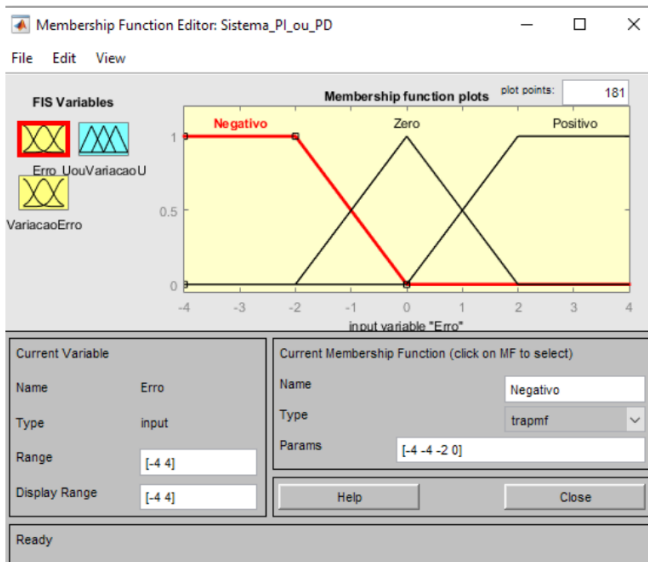 Membership Function Editor: Sistema_PI_ou_PD
File Edit View
FIS Variables
Membership function plots
plot points:
181
Erro UouVariacaoU
VariacaoErro
Negativo Zero Positivo
1
0.5
0
-4 -3 -2 -1 0 1 2 3 4
input variable "Erro"
Current Variable
Name Erro
Type input
Range [-4 4]
Display Range [-4 4]
Current Membership Function (click on MF to select)
Name Negativo
Type trapmf
Params [-4 -4 -2 0]
Help Close
Ready